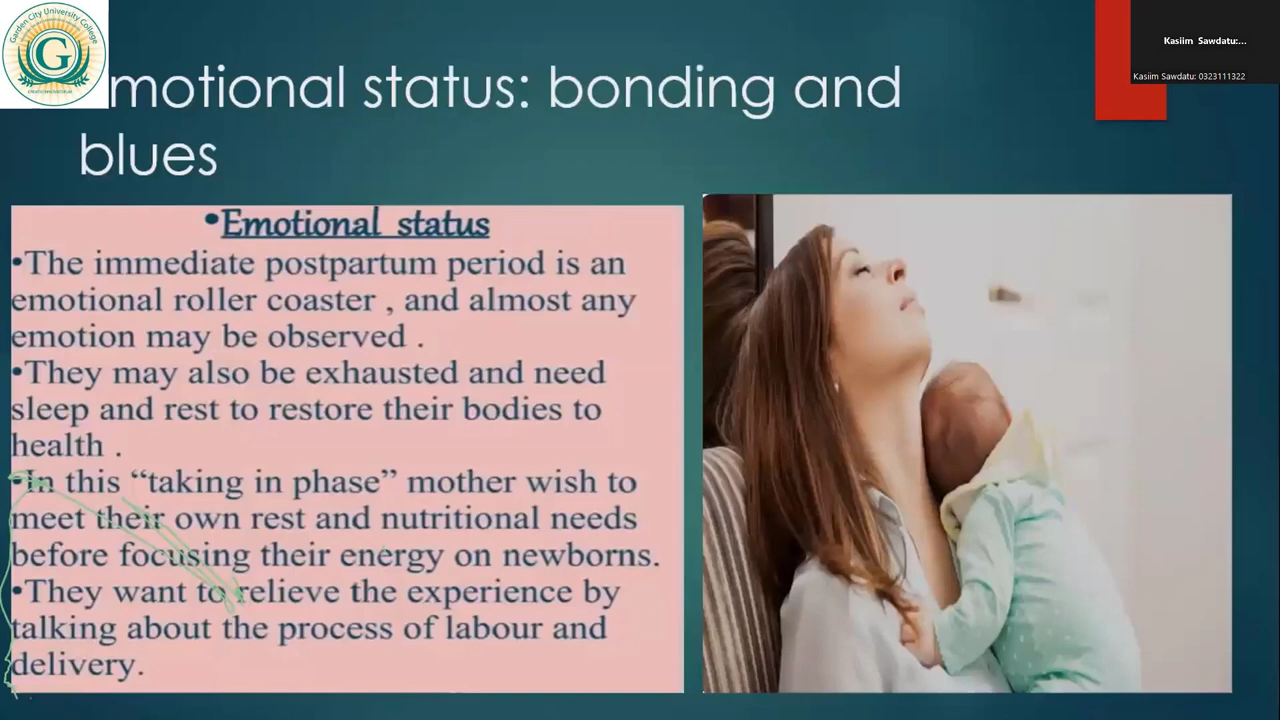 Garden City University College
G
Kasiim Sawdatu:...
Kasiim Sawdatu: 0323111322
motional status: bonding and
blues
•Emotional status
•The immediate postpartum period is an
emotional roller coaster , and almost any
emotion may be observed .
•They may also be exhausted and need
sleep and rest to restore their bodies to
health .
•In this “taking in phase” mother wish to
meet their own rest and nutritional needs
before focusing their energy on newborns.
•They want to relieve the experience by
talking about the process of labour and
delivery.